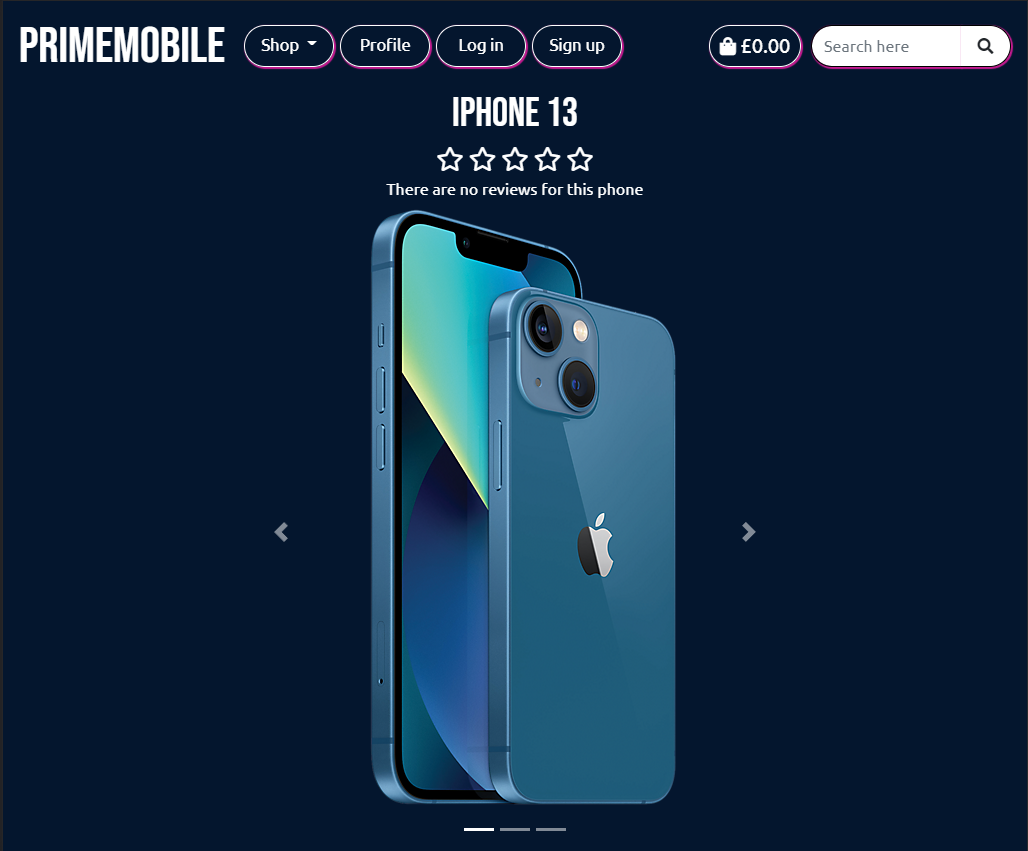 PRIMEMOBILE Shop Profile Log in Sign up £0.00 Search here
IPHONE 13
There are no reviews for this phone